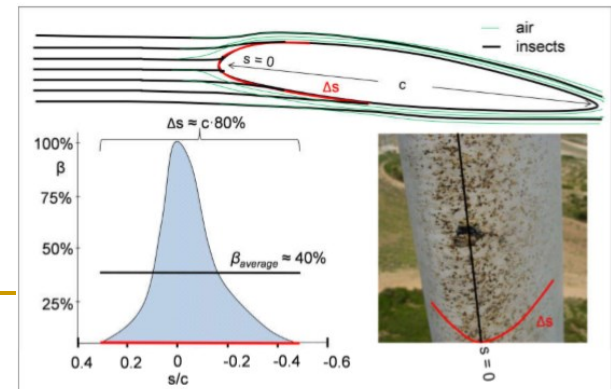 air
insects
s = 0
c
Δs
Δs ≈ c·80%
100%
β
75%
50%
25%
βaverage ≈ 40%
0.4 0.2 0 -0.2 -0.4 -0.6
s/c
Δs
s = 0